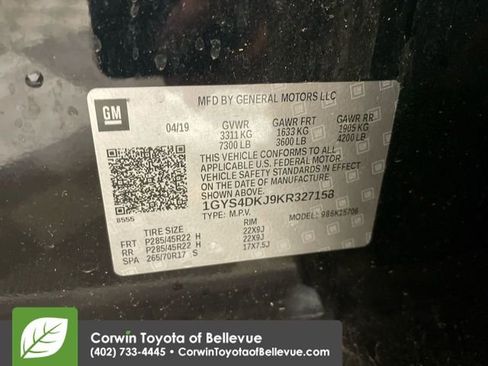 GM
MFD BY GENERAL MOTORS LLC
04/19 GVWR GAWR FRT GAWR RR
3311 KG 1633 KG 1905 KG
7300 LB 3600 LB 4200 LB
THIS VEHICLE CONFORMS TO ALL
APPLICABLE U.S. FEDERAL MOTOR
VEHICLE SAFETY STANDARDS IN EFFECT
ON THE DATE OF MANUFACTURE SHOWN ABOVE.
1GYS4DKJ9KR327158
8555 TYPE: M.P.V. MODEL: 986K15706
TIRE SIZE RIM
FRT P285/45R22 H 22X9J
RR P285/45R22 H 22X9J
SPA 265/70R17 S 17X7.5J
Corwin Toyota of Bellevue
(402) 733-4445 • CorwinToyotaofBellevue.com